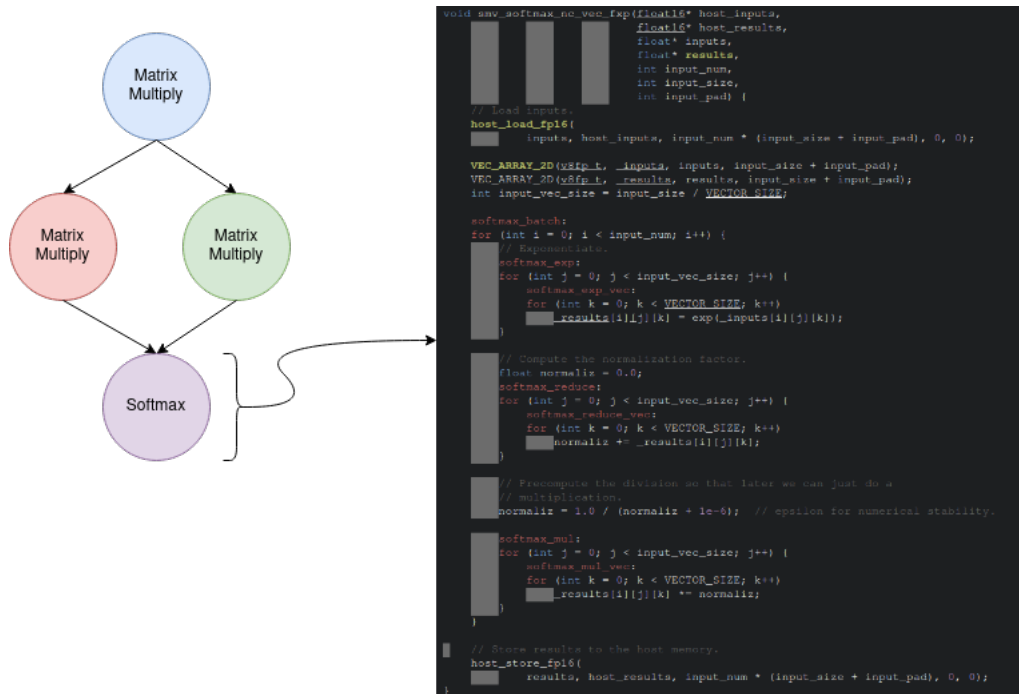 Matrix
Multiply
Matrix
Multiply
Matrix
Multiply
Softmax
void smv_softmax_nc_vec_fxp(float16* host_inputs,
float16* host_results,
float* inputs,
float* results,
int input_num,
int input_size,
int input_pad) {
// Load inputs.
host_load_fp16(
inputs, host_inputs, input_num * (input_size + input_pad), 0, 0);
VEC_ARRAY_2D(v8fp_t, _inputs, inputs, input_size + input_pad);
VEC_ARRAY_2D(v8fp_t, _results, results, input_size + input_pad);
int input_vec_size = input_size / VECTOR_SIZE;
softmax_batch:
for (int i = 0; i < input_num; i++) {
// Exponentiate.
softmax_exp:
for (int j = 0; j < input_vec_size; j++) {
softmax_exp_vec:
for (int k = 0; k < VECTOR_SIZE; k++)
_results[i][j][k] = exp(_inputs[i][j][k]);
}
// Compute the normalization factor.
float normaliz = 0.0;
softmax_reduce:
for (int j = 0; j < input_vec_size; j++) {
softmax_reduce_vec:
for (int k = 0; k < VECTOR_SIZE; k++)
normaliz += _results[i][j][k];
}
// Precompute the division so that later we can just do a
// multiplication.
normaliz = 1.0 / (normaliz + 1e-6);  // epsilon for numerical stability.
softmax_mul:
for (int j = 0; j < input_vec_size; j++) {
softmax_mul_vec:
for (int k = 0; k < VECTOR_SIZE; k++)
_results[i][j][k] *= normaliz;
}
}
// Store results to the host memory.
host_store_fp16(
results, host_results, input_num * (input_size + input_pad), 0, 0);
}